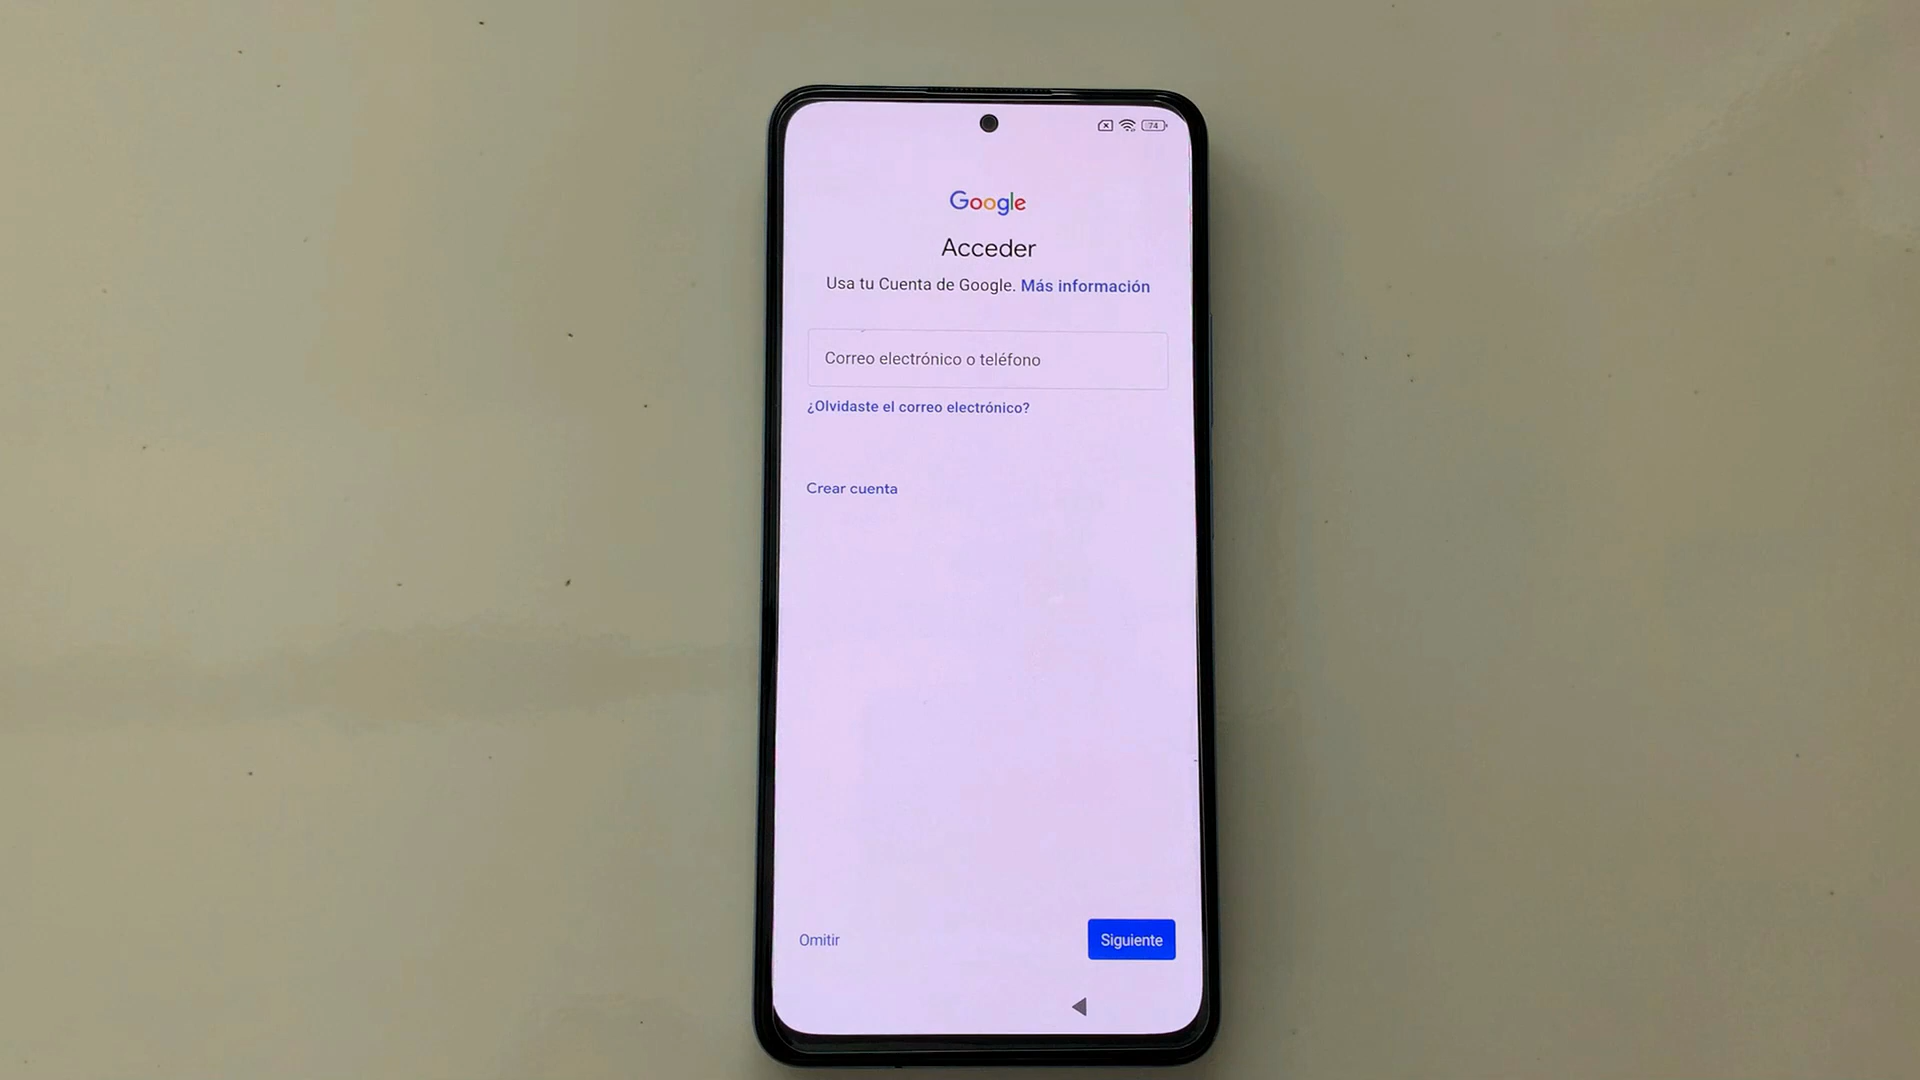 74
Google
Acceder
Usa tu Cuenta de Google. Más información
Correo electrónico o teléfono
¿Olvidaste el correo electrónico?
Crear cuenta
Omitir
Siguiente